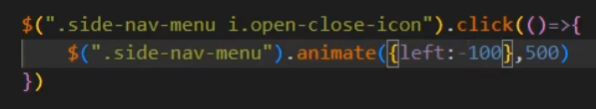 $(".side-nav-menu i.open-close-icon").click(()=>{
$(".side-nav-menu").animate({left:-100},500)
})